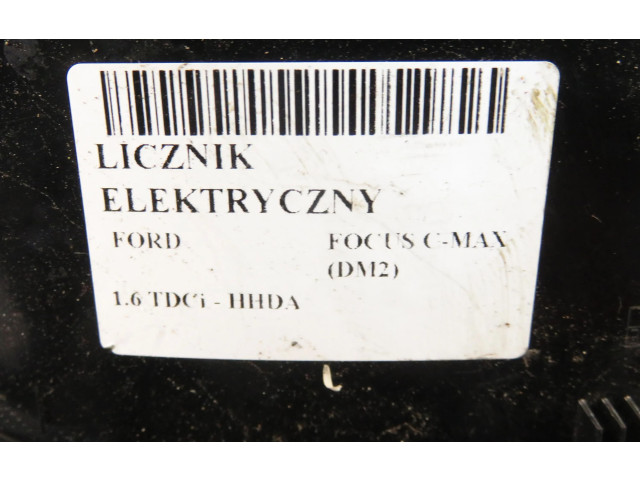 LICZNIK
ELEKTRYCZNY
FORD FOCUS C-MAX
(DM2)
1.6 TDCi - HHDA